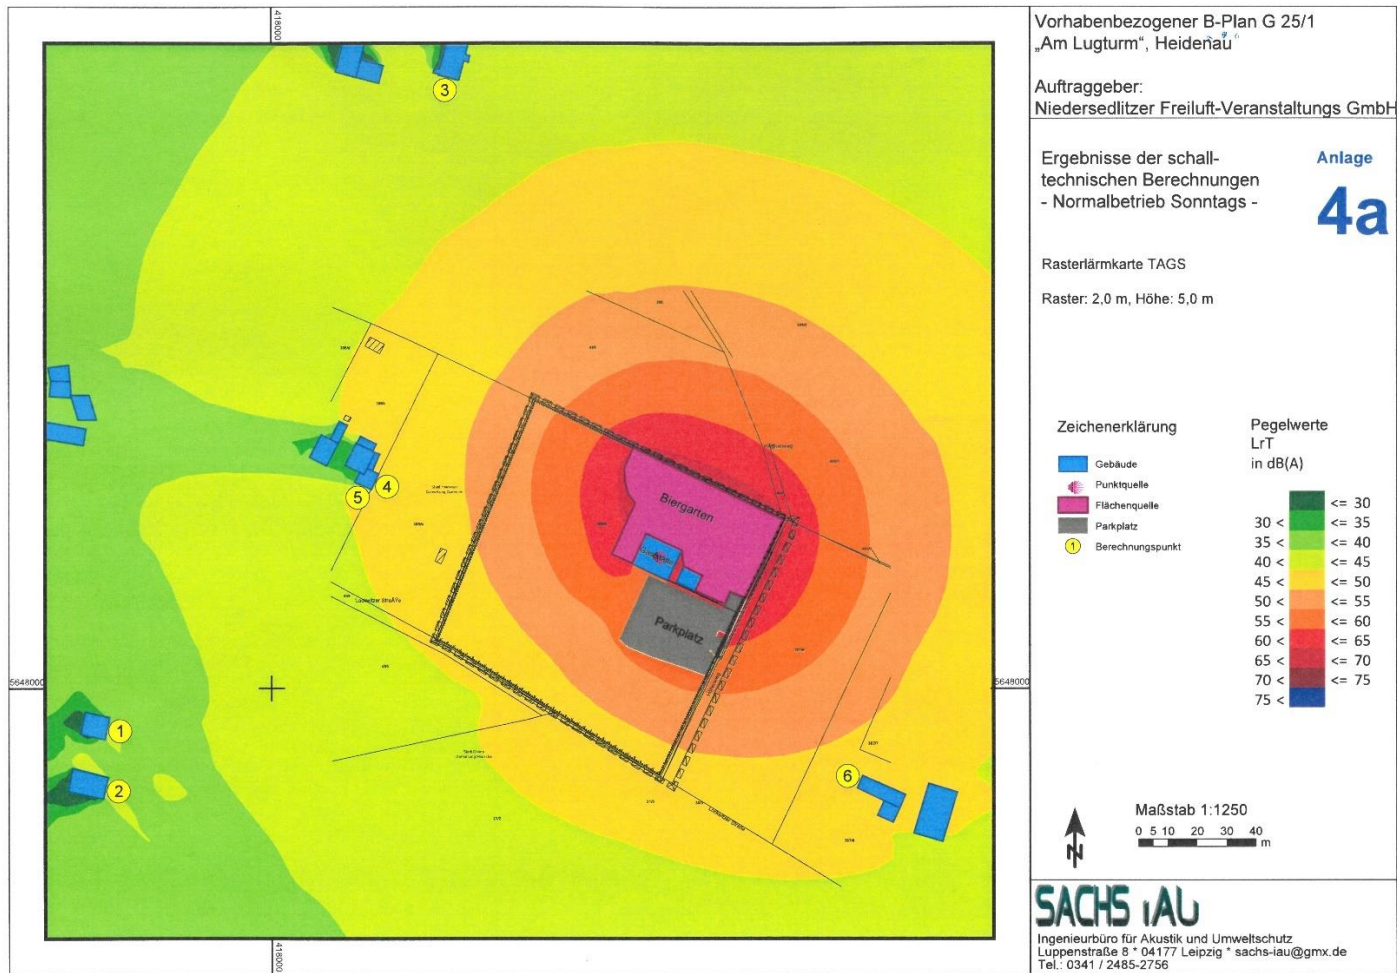 418000
3
Biergarten
Parkplatz
4
5
5648000
5648000
1
2
6
418000
Vorhabenbezogener B-Plan G 25/1
„Am Lugturm“, Heidenau
Auftraggeber:
Niedersedlitzer Freiluft-Veranstaltungs GmbH
Ergebnisse der schall-
technischen Berechnungen
- Normalbetrieb Sonntags -
Anlage
4a
Rasterlärmkarte TAGS
Raster: 2,0 m, Höhe: 5,0 m
Zeichenerklärung
Gebäude
Punktquelle
Flächenquelle
Parkplatz
1 Berechnungspunkt
Pegelwerte
LrT
in dB(A)
<= 30
30 < <= 35
35 < <= 40
40 < <= 45
45 < <= 50
50 < <= 55
55 < <= 60
60 < <= 65
65 < <= 70
70 < <= 75
75 <
Maßstab 1:1250
0 5 10 20 30 40
m
N
SACHS iAU
Ingenieurbüro für Akustik und Umweltschutz
Luppenstraße 8 * 04177 Leipzig * sachs-iau@gmx.de
Tel.: 0341 / 2485-2756